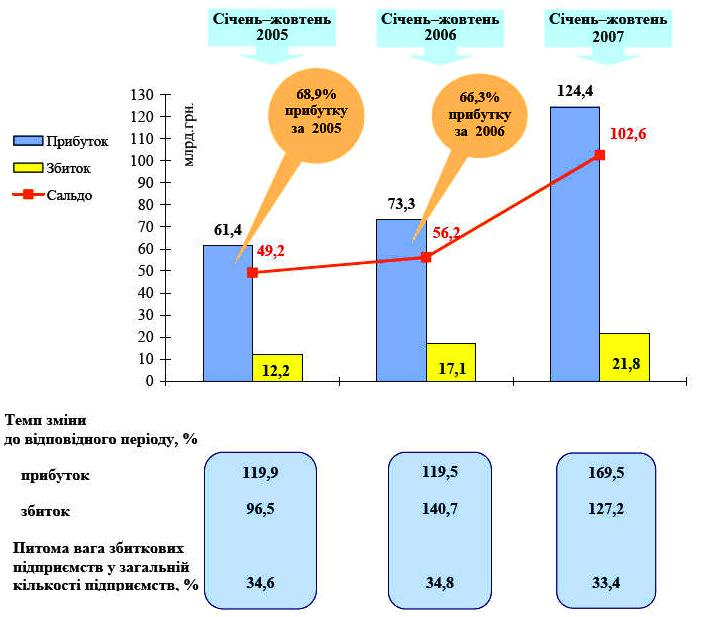 Січень–жовтень
2005
Січень–жовтень
2006
Січень–жовтень
2007
68,9%
прибутку
за 2005
66,3%
прибутку
за 2006
млрд.грн.
130
120
110
100
90
80
70
60
50
40
30
20
10
0
Прибуток
Збиток
Сальдо
61,4
49,2
12,2
73,3
56,2
17,1
124,4
102,6
21,8
Темп зміни
до відповідного періоду, %
прибуток 119,9 119,5 169,5
збиток 96,5 140,7 127,2
Питома вага збиткових
підприємств у загальній
кількості підприємств, % 34,6 34,8 33,4